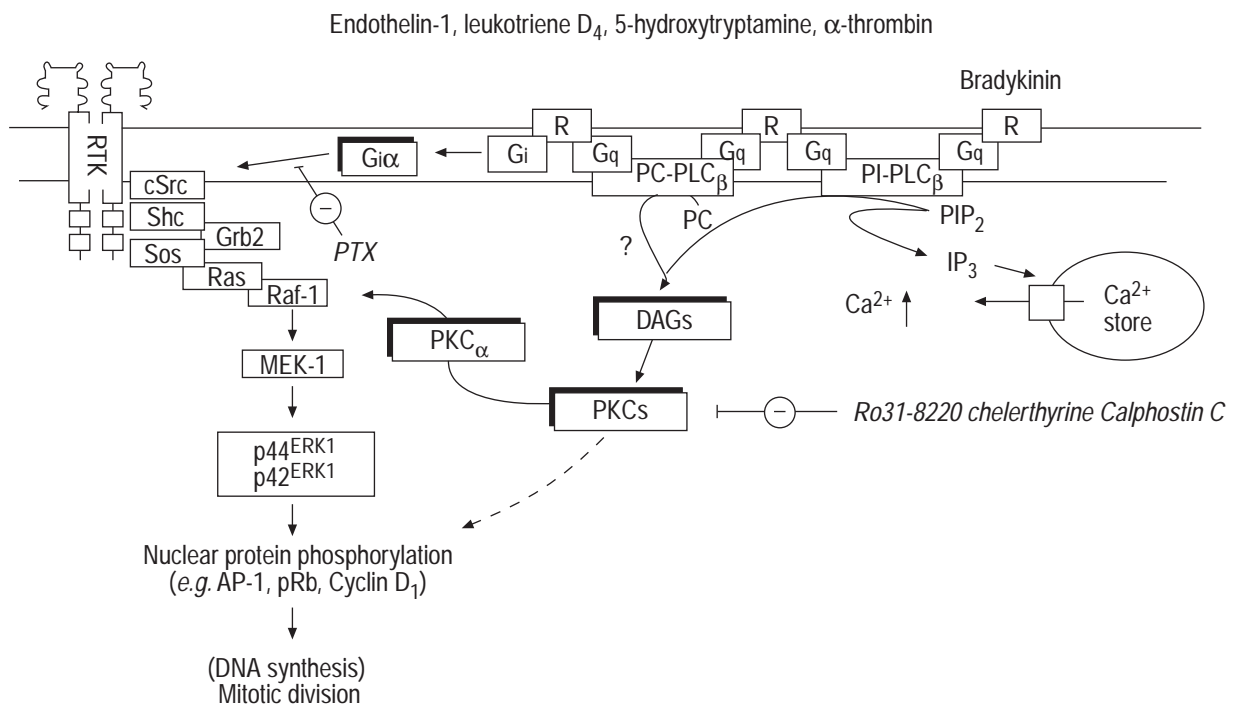 Endothelin-1, leukotriene D4, 5-hydroxytryptamine, α-thrombin
Bradykinin
RTK
R
R
R
Giα
Gi
Gq
Gq
Gq
Gq
PC-PLCβ
PI-PLCβ
cSrc
Shc
Grb2
Sos
Ras
Raf-1
–
PTX
PC
?
PIP2
IP3
Ca2+
Ca2+
store
DAGs
PKCα
MEK-1
PKCs
–
Ro31-8220 chelerthyrine Calphostin C
p44ERK1
p42ERK1
Nuclear protein phosphorylation
(e.g. AP-1, pRb, Cyclin D1)
(DNA synthesis)
Mitotic division